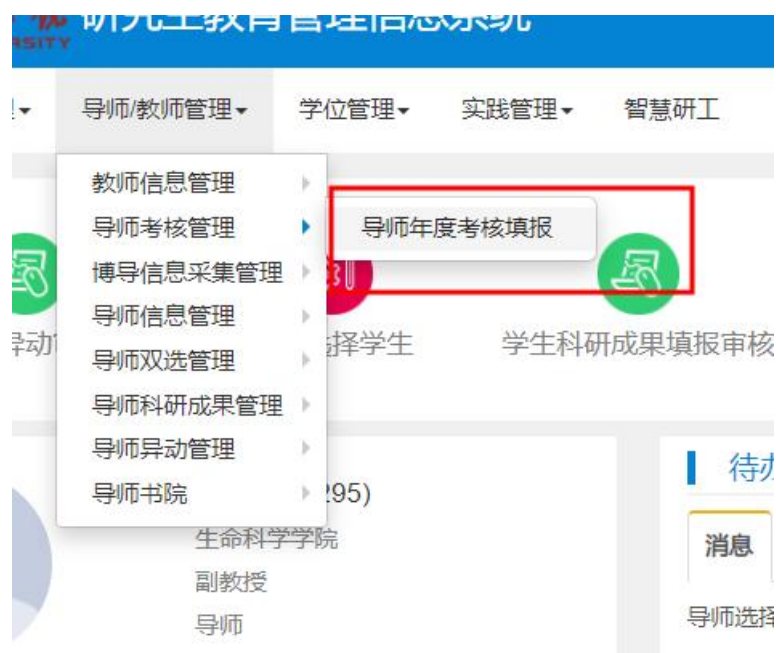 研究生教育管理信息系统
RSITY
导师/教师管理
学位管理
实践管理
智慧研工
教师信息管理
导师考核管理
导师年度考核填报
博导信息采集管理
导师信息管理
择学生
学生科研成果填报审核
导师双选管理
导师科研成果管理
导师异动管理
导师书院
295)
待办
生命科学学院
消息
副教授
导师
导师选择